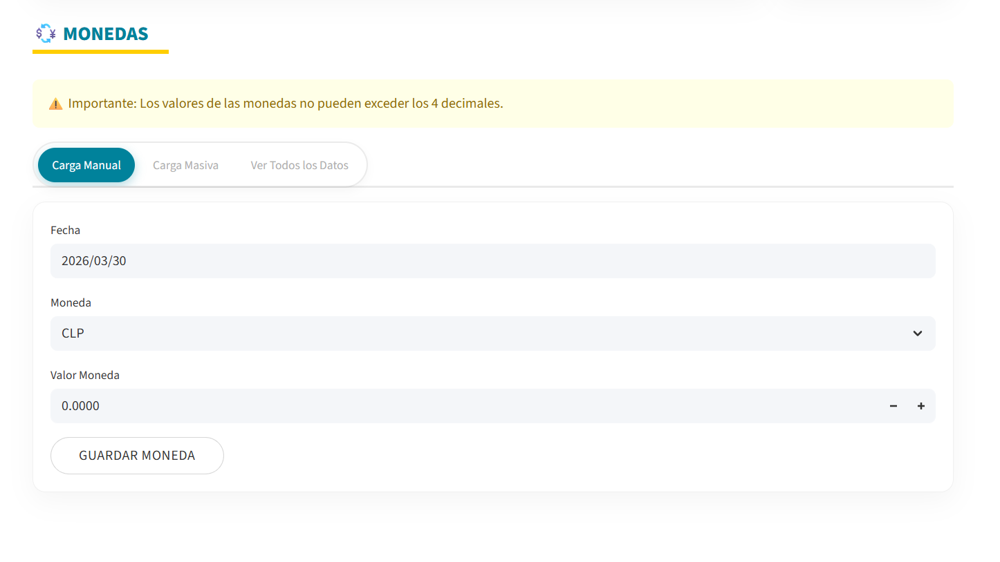 MONEDAS
Importante: Los valores de las monedas no pueden exceder los 4 decimales.
Carga Manual Carga Masiva Ver Todos los Datos
Fecha
2026/03/30
Moneda
CLP
Valor Moneda
0.0000
GUARDAR MONEDA